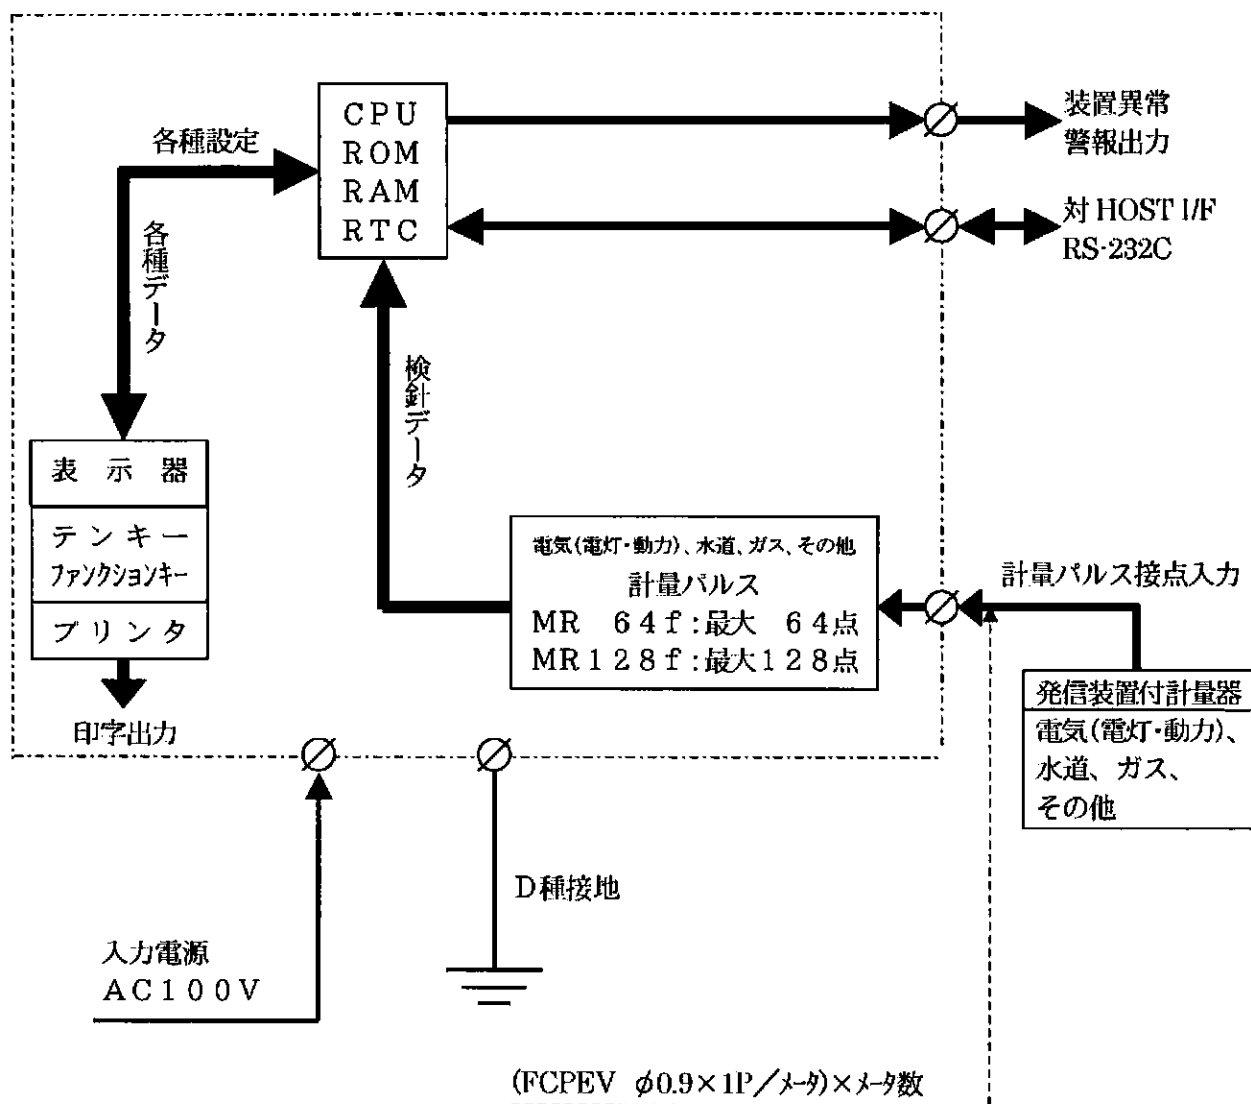 CPU
ROM
RAM
RTC
装置異常
警報出力
対 HOST I/F
RS-232C
各種設定
各種データ
検針データ
表 示 器
テンキー
ファンクションキー
プリンタ
印字出力
電気(電灯・動力)、水道、ガス、その他
計量パルス
MR 64f:最大 64点
MR128f:最大128点
計量パルス接点入力
発信装置付計量器
電気(電灯・動力)、
水道、ガス、
その他
D種接地
入力電源
AC100V
(FCPEV φ0.9×1P/メータ)×メータ数